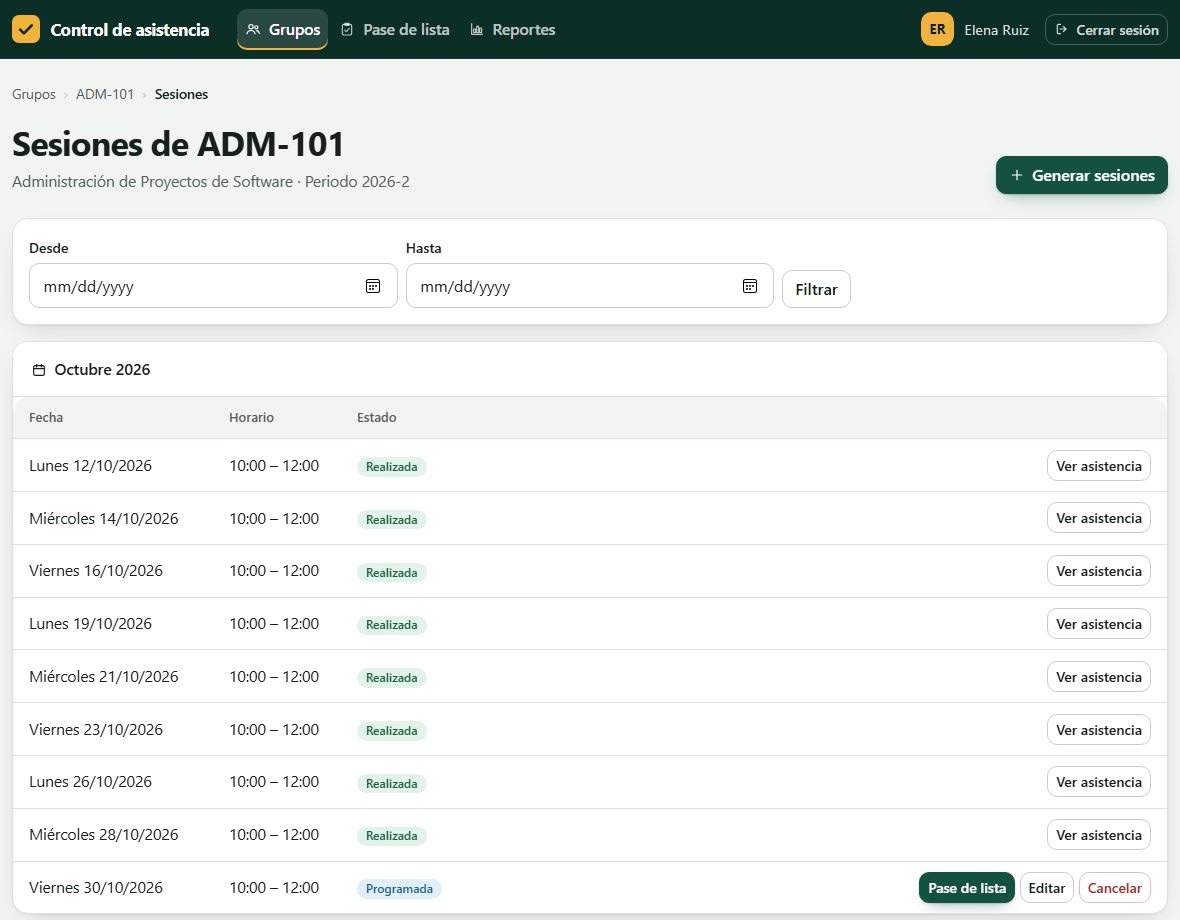 Control de asistencia Grupos Pase de lista Reportes ER Elena Ruiz Cerrar sesión
Grupos › ADM-101 › Sesiones
Sesiones de ADM-101
Administración de Proyectos de Software · Periodo 2026-2
+ Generar sesiones
Desde Hasta
mm/dd/yyyy mm/dd/yyyy Filtrar
Octubre 2026
Fecha Horario Estado
Lunes 12/10/2026 10:00 – 12:00 Realizada Ver asistencia
Miércoles 14/10/2026 10:00 – 12:00 Realizada Ver asistencia
Viernes 16/10/2026 10:00 – 12:00 Realizada Ver asistencia
Lunes 19/10/2026 10:00 – 12:00 Realizada Ver asistencia
Miércoles 21/10/2026 10:00 – 12:00 Realizada Ver asistencia
Viernes 23/10/2026 10:00 – 12:00 Realizada Ver asistencia
Lunes 26/10/2026 10:00 – 12:00 Realizada Ver asistencia
Miércoles 28/10/2026 10:00 – 12:00 Realizada Ver asistencia
Viernes 30/10/2026 10:00 – 12:00 Programada Pase de lista Editar Cancelar